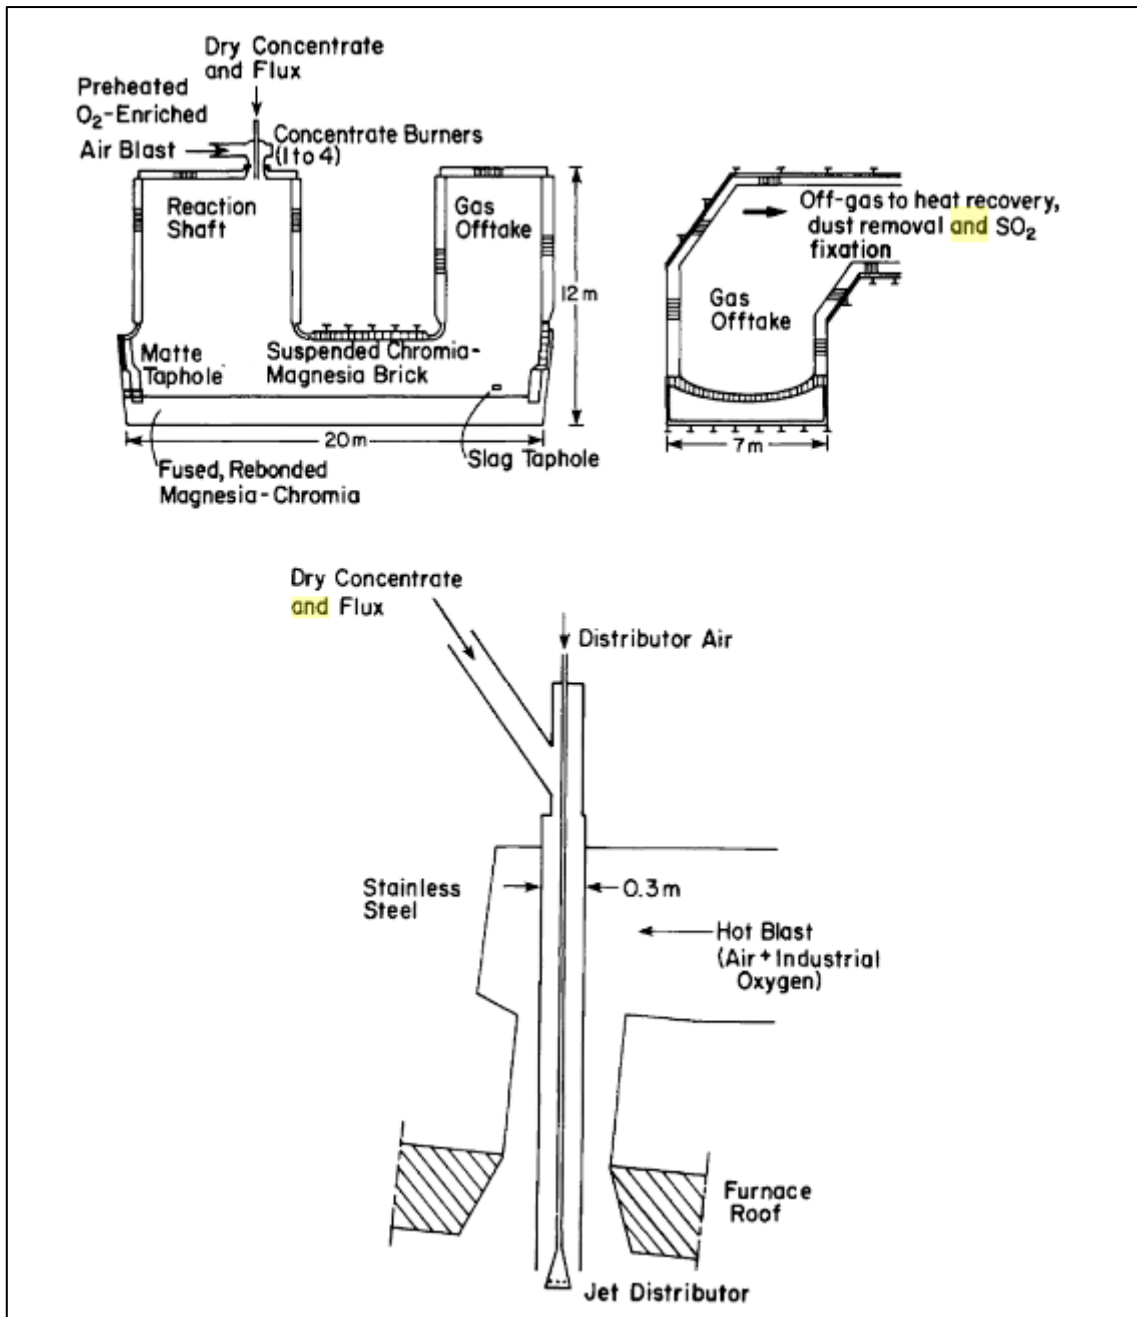 Dry Concentrate
and Flux
Preheated
O₂-Enriched
Air Blast
Concentrate Burners
(1 to 4)
Reaction
Shaft
Gas
Offtake
Off-gas to heat recovery,
dust removal and SO₂
fixation
12 m
Gas
Offtake
Matte
Taphole
Suspended Chromia-
Magnesia Brick
20 m
Slag Taphole
7 m
Fused, Rebonded
Magnesia-Chromia
Dry Concentrate
and Flux
Distributor Air
Stainless
Steel
0.3 m
Hot Blast
(Air + Industrial
Oxygen)
Furnace
Roof
Jet Distributor